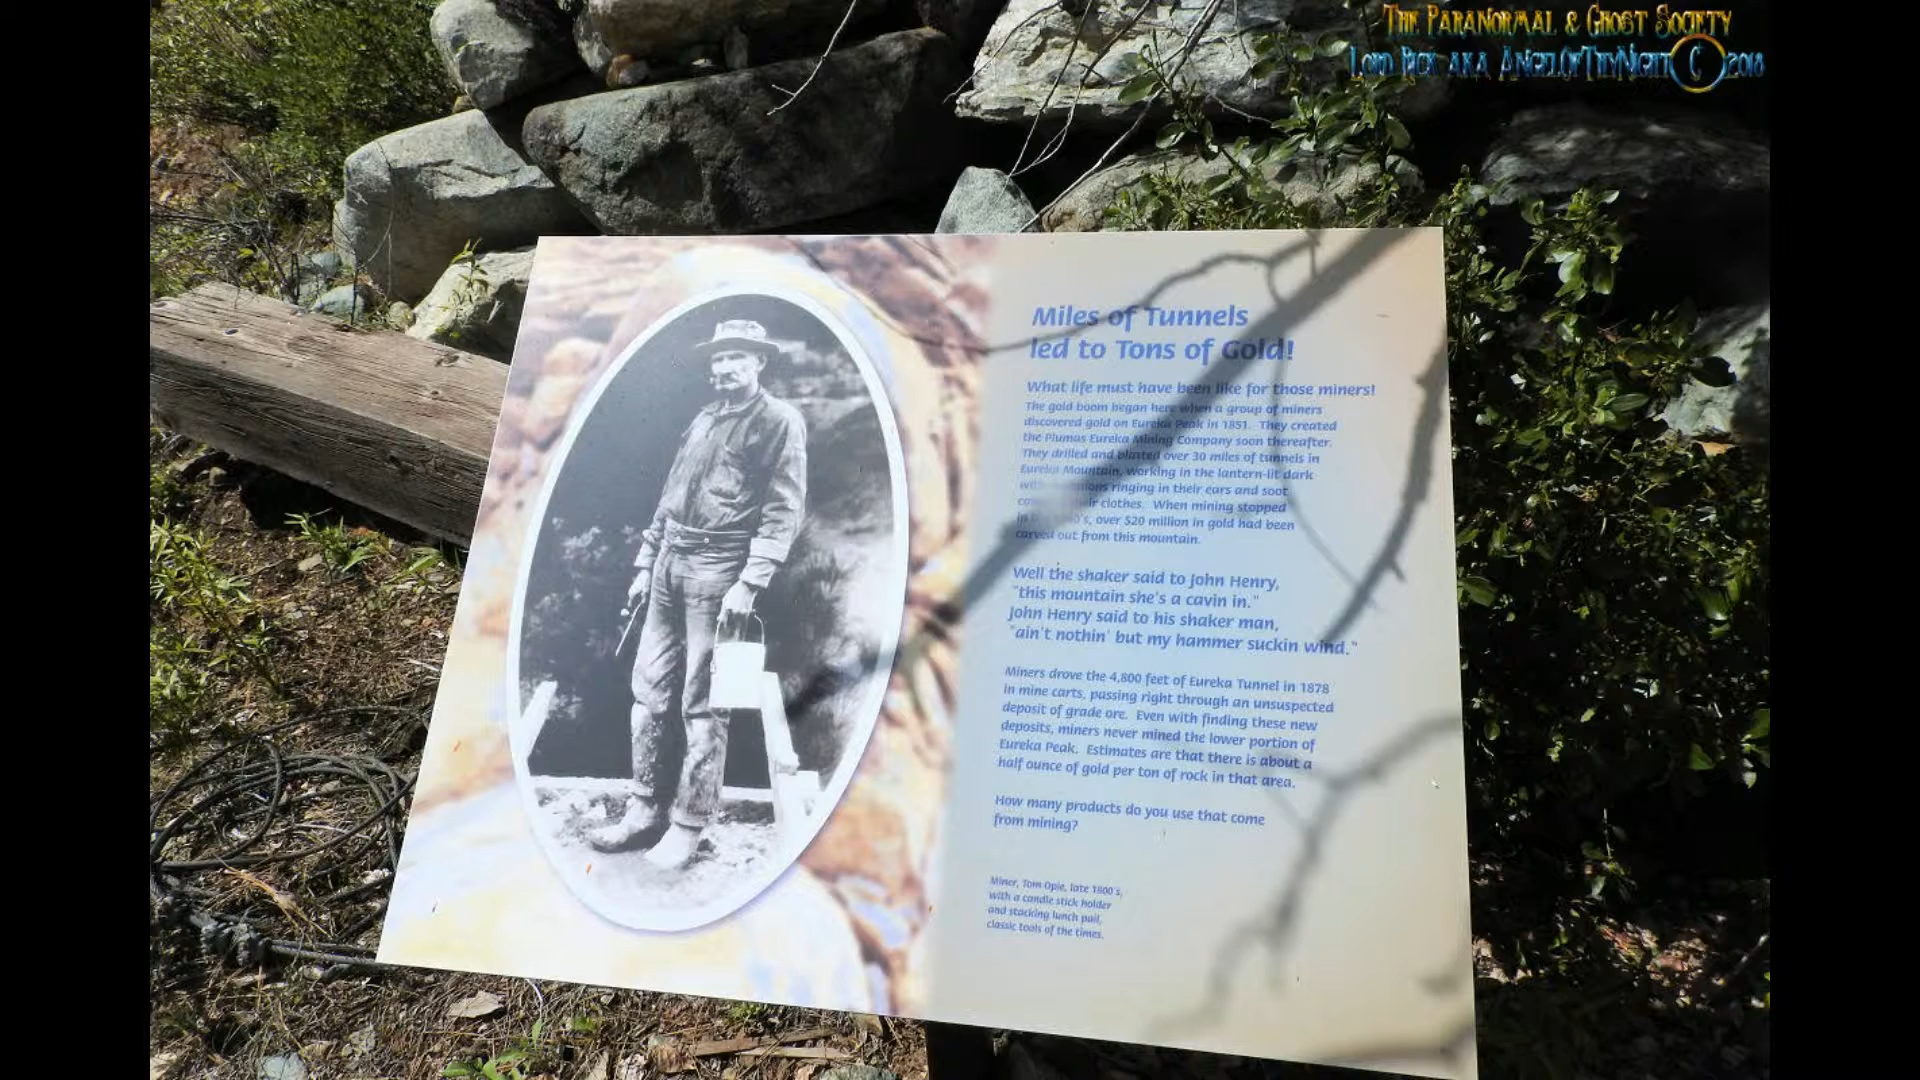 The Paranormal & Ghost Society
Lord Rick AKA AngelOfThyNight C 2018
Miles of Tunnels
led to Tons of Gold!
What life must have been like for those miners!
The gold boom began here when a group of miners
discovered gold on Eureka Peak in 1851. They created
the Plumas Eureka Mining Company soon thereafter.
They drilled and blasted over 30 miles of tunnels in
Eureka Mountain, working in the lantern-lit dark
ringing in their ears and soot
their clothes. When mining stopped
in over $20 million in gold had been
carved out from this mountain.
Well the shaker said to John Henry,
"this mountain she's a cavin in."
John Henry said to his shaker man,
"ain't nothin' but my hammer suckin wind."
Miners drove the 4,800 feet of Eureka Tunnel in 1878
in mine carts, passing right through an unsuspected
deposit of grade ore. Even with finding these new
deposits, miners never mined the lower portion of
Eureka Peak. Estimates are that there is about a
half ounce of gold per ton of rock in that area.
How many products do you use that come
from mining?
Miner, Tom Opie, late 1800's,
with a candle stick holder
and stacking lunch pail,
classic tools of the times.